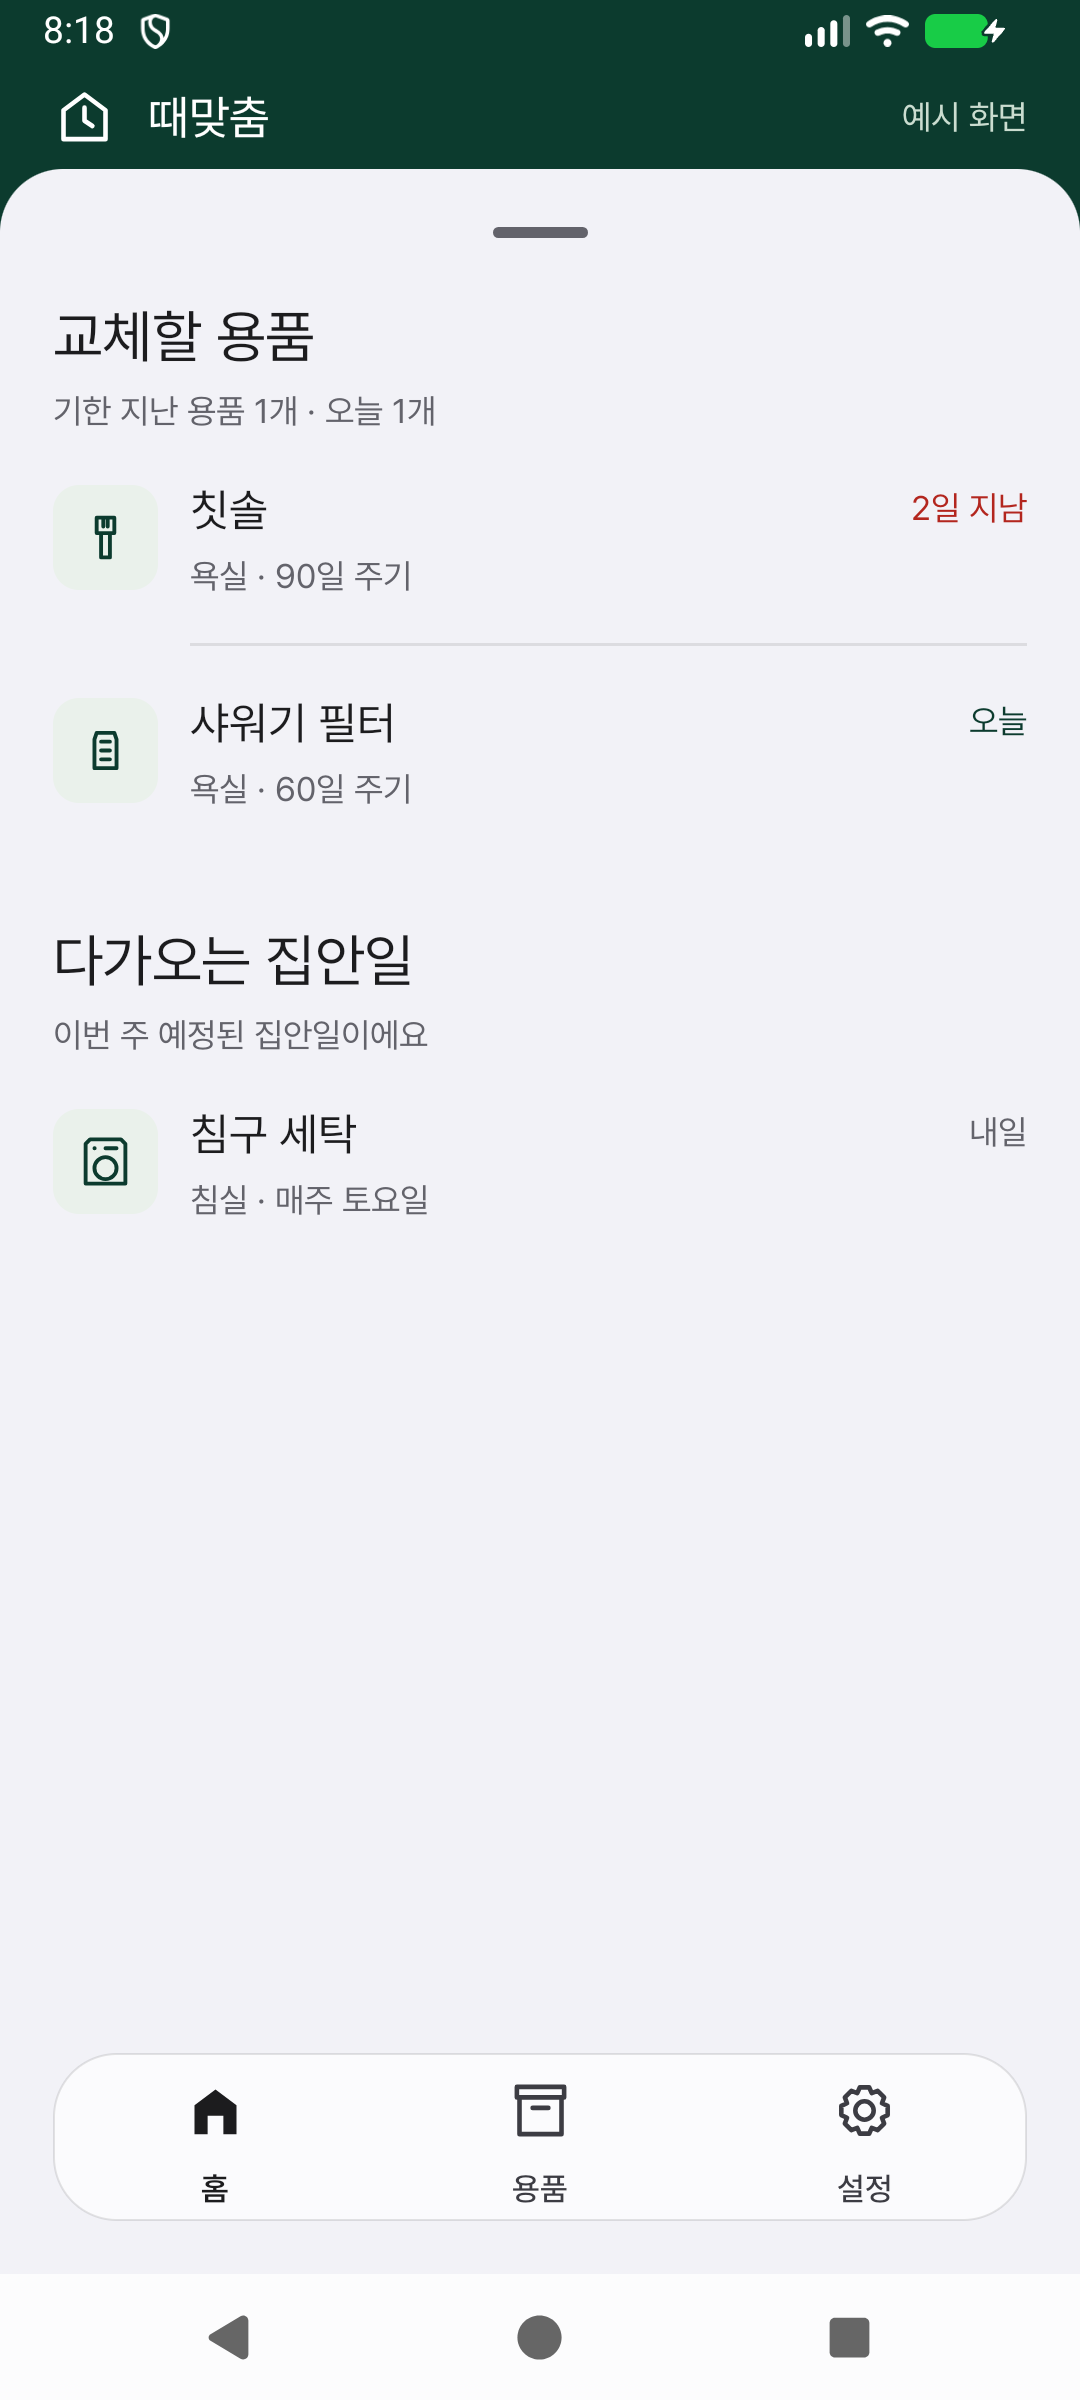 8:18
때맞춤
예시 화면
교체할 용품
기한 지난 용품 1개 · 오늘 1개
칫솔
2일 지남
욕실 · 90일 주기
샤워기 필터
오늘
욕실 · 60일 주기
다가오는 집안일
이번 주 예정된 집안일이에요
침구 세탁
내일
침실 · 매주 토요일
홈
용품
설정